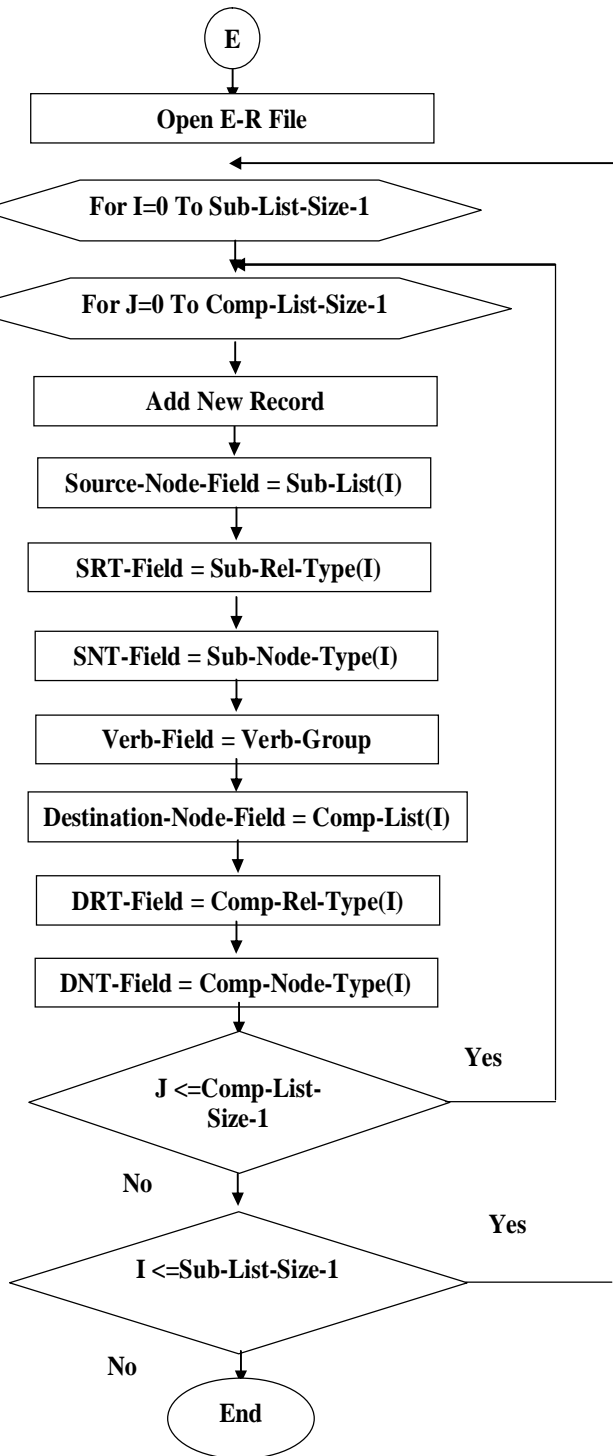 E
Open E-R File
For I=0 To Sub-List-Size-1
For J=0 To Comp-List-Size-1
Add New Record
Source-Node-Field = Sub-List(I)
SRT-Field = Sub-Rel-Type(I)
SNT-Field = Sub-Node-Type(I)
Verb-Field = Verb-Group
Destination-Node-Field = Comp-List(I)
DRT-Field = Comp-Rel-Type(I)
DNT-Field = Comp-Node-Type(I)
Yes
J <=Comp-List-
Size-1
No
Yes
I <=Sub-List-Size-1
No
End